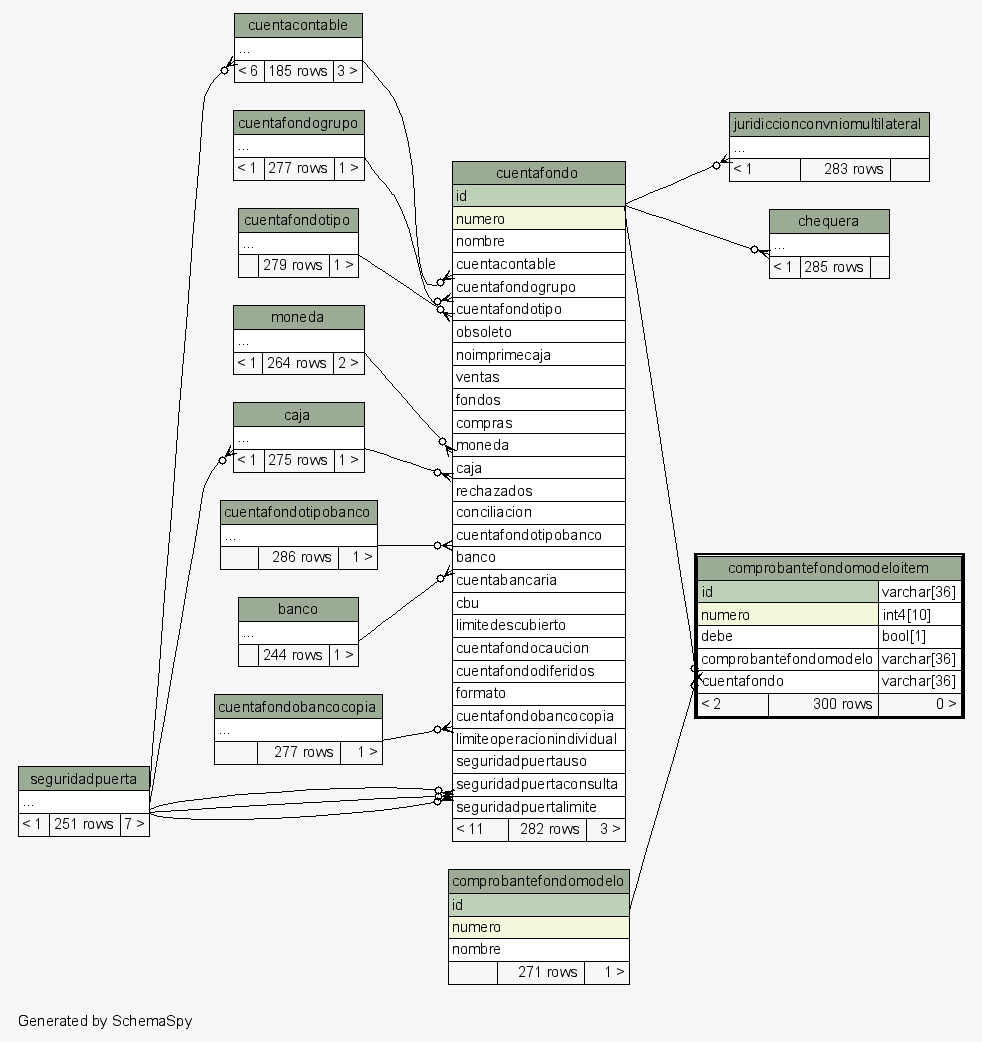 cuentacontable
...
< 6 185 rows 3 >
cuentafondogrupo
...
< 1 277 rows 1 >
cuentafondotipo
...
279 rows 1 >
moneda
...
< 1 264 rows 2 >
caja
...
< 1 275 rows 1 >
cuentafondotipobanco
...
286 rows 1 >
banco
...
244 rows 1 >
cuentafondobancocopia
...
277 rows 1 >
seguridadpuerta
...
< 1 251 rows 7 >
cuentafondo
id
numero
nombre
cuentacontable
cuentafondogrupo
cuentafondotipo
obsoleto
noimprimecaja
ventas
fondos
compras
moneda
caja
rechazados
conciliacion
cuentafondotipobanco
banco
cuentabancaria
cbu
limitedescubierto
cuentafondocaucion
cuentafondodiferidos
formato
cuentafondobancocopia
limiteoperacionindividual
seguridadpuertauso
seguridadpuertaconsulta
seguridadpuertalimite
< 11 282 rows 3 >
comprobantefondomodelo
id
numero
nombre
271 rows 1 >
juridiccionconvniomultilateral
...
< 1 283 rows
chequera
...
< 1 285 rows
comprobantefondomodeloitem
id varchar[36]
numero int4[10]
debe bool[1]
comprobantefondomodelo varchar[36]
cuentafondo varchar[36]
< 2 300 rows 0 >
Generated by SchemaSpy